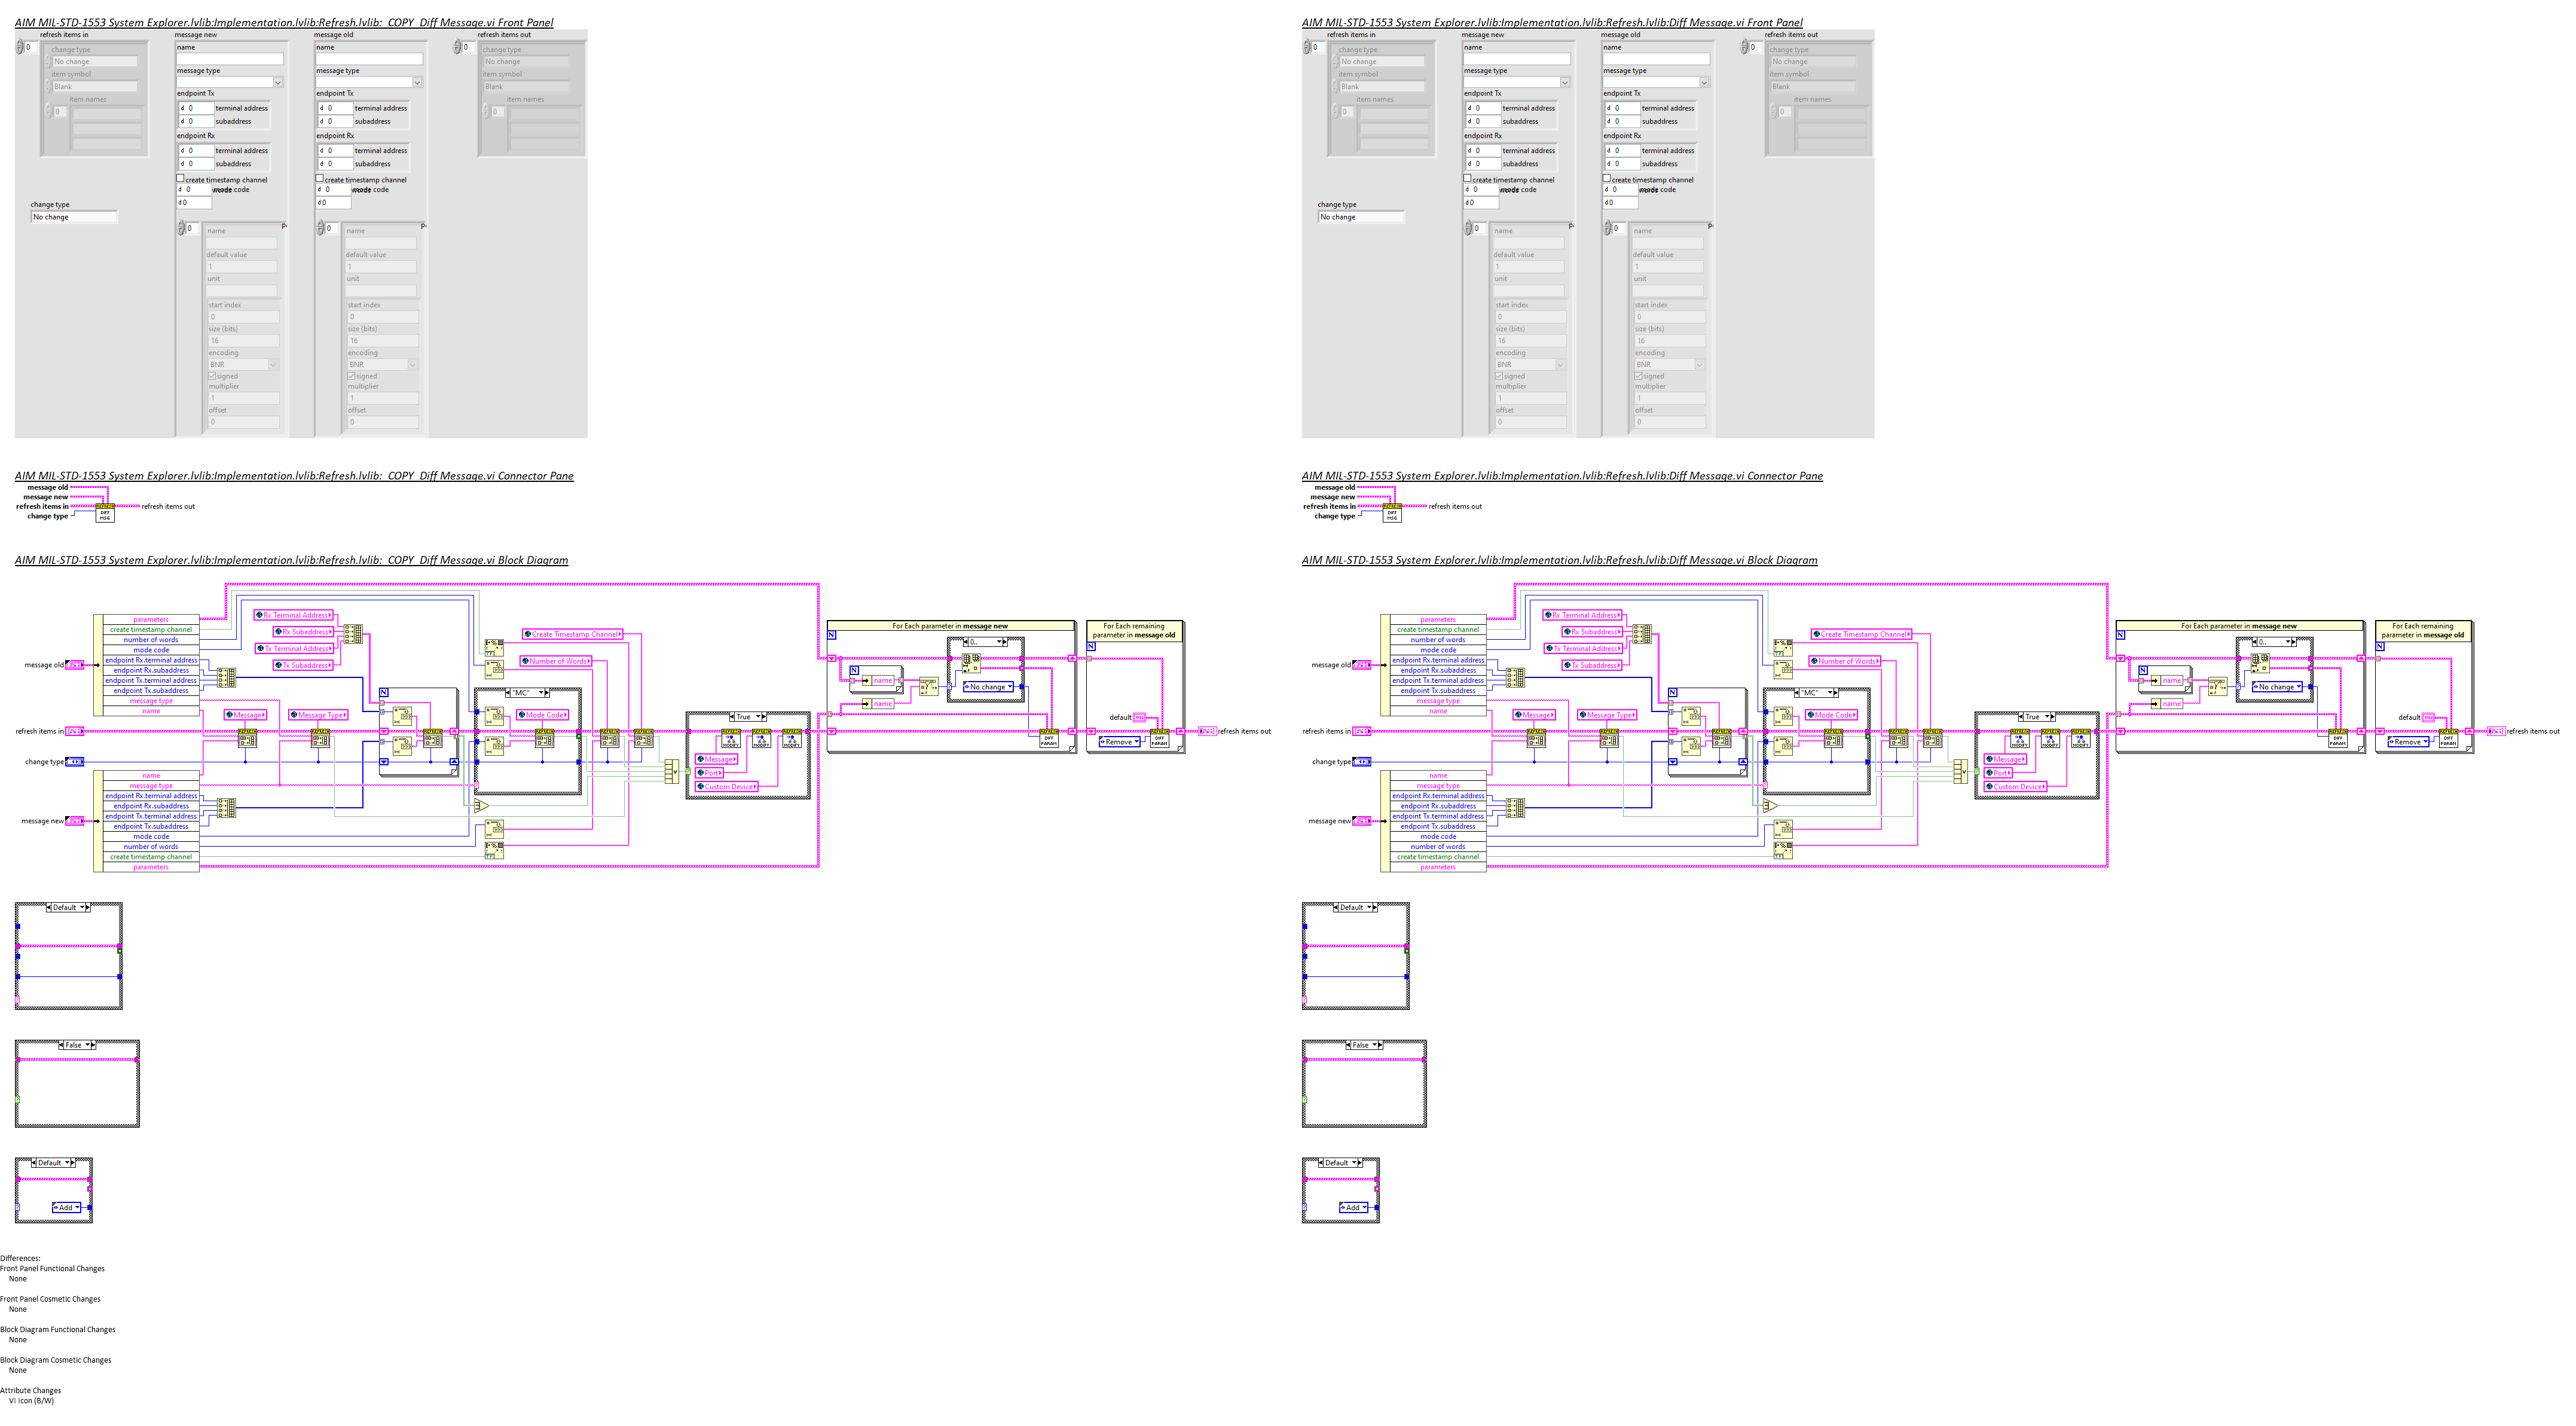 AIM MIL-STD-1553 System Explorer.lvlib:Implementation.lvlib:Refresh.lvlib:_COPY_Diff Message.vi Front Panel
refresh items in
message new
message old
refresh items out
0
change type
No change
item symbol
Blank
item names
0
name
message type
endpoint Tx
d 0 terminal address
d 0 subaddress
endpoint Rx
d 0 terminal address
d 0 subaddress
create timestamp channel
d 0 code
d 0
0
name
default value
1
unit
start index
0
size (bits)
16
encoding
BNR
signed
multiplier
1
offset
0
name
message type
endpoint Tx
d 0 terminal address
d 0 subaddress
endpoint Rx
d 0 terminal address
d 0 subaddress
create timestamp channel
d 0 code
d 0
0
name
default value
1
unit
start index
0
size (bits)
16
encoding
BNR
signed
multiplier
1
offset
0
0
change type
No change
item symbol
Blank
item names
0
change type
No change
AIM MIL-STD-1553 System Explorer.lvlib:Implementation.lvlib:Refresh.lvlib:Diff Message.vi Front Panel
refresh items in
message new
message old
refresh items out
0
change type
No change
item symbol
Blank
item names
0
name
message type
endpoint Tx
d 0 terminal address
d 0 subaddress
endpoint Rx
d 0 terminal address
d 0 subaddress
create timestamp channel
d 0 code
d 0
0
name
default value
1
unit
start index
0
size (bits)
16
encoding
BNR
signed
multiplier
1
offset
0
name
message type
endpoint Tx
d 0 terminal address
d 0 subaddress
endpoint Rx
d 0 terminal address
d 0 subaddress
create timestamp channel
d 0 code
d 0
0
name
default value
1
unit
start index
0
size (bits)
16
encoding
BNR
signed
multiplier
1
offset
0
0
change type
No change
item symbol
Blank
item names
0
change type
No change
AIM MIL-STD-1553 System Explorer.lvlib:Implementation.lvlib:Refresh.lvlib:_COPY_Diff Message.vi Connector Pane
message old
message new
refresh items in
change type
DIFF
MSG
refresh items out
AIM MIL-STD-1553 System Explorer.lvlib:Implementation.lvlib:Refresh.lvlib:Diff Message.vi Connector Pane
message old
message new
refresh items in
change type
DIFF
MSG
refresh items out
AIM MIL-STD-1553 System Explorer.lvlib:Implementation.lvlib:Refresh.lvlib:_COPY_Diff Message.vi Block Diagram
message old
parameters
create timestamp channel
number of words
mode code
endpoint Rx.terminal address
endpoint Rx.subaddress
endpoint Tx.terminal address
endpoint Tx.subaddress
message type
name
Rx Terminal Address
Rx Subaddress
Tx Terminal Address
Tx Subaddress
Create Timestamp Channel
Number of Words
Message
Message Type
N
"MC"
Mode Code
refresh items in
change type
name
message type
endpoint Rx.terminal address
endpoint Rx.subaddress
endpoint Tx.terminal address
endpoint Tx.subaddress
mode code
number of words
create timestamp channel
parameters
message new
True
MODIFY
MODIFY
MODIFY
Message
Port
Custom Device
For Each parameter in message new
N
N
name
name
0..
No change
DIFF
PARAM
For Each remaining
parameter in message old
N
default
Remove
DIFF
PARAM
refresh items out
AIM MIL-STD-1553 System Explorer.lvlib:Implementation.lvlib:Refresh.lvlib:Diff Message.vi Block Diagram
message old
parameters
create timestamp channel
number of words
mode code
endpoint Rx.terminal address
endpoint Rx.subaddress
endpoint Tx.terminal address
endpoint Tx.subaddress
message type
name
Rx Terminal Address
Rx Subaddress
Tx Terminal Address
Tx Subaddress
Create Timestamp Channel
Number of Words
Message
Message Type
N
"MC"
Mode Code
refresh items in
change type
name
message type
endpoint Rx.terminal address
endpoint Rx.subaddress
endpoint Tx.terminal address
endpoint Tx.subaddress
mode code
number of words
create timestamp channel
parameters
message new
True
MODIFY
MODIFY
MODIFY
Message
Port
Custom Device
For Each parameter in message new
N
N
name
name
0..
No change
DIFF
PARAM
For Each remaining
parameter in message old
N
default
Remove
DIFF
PARAM
refresh items out
Default
Default
False
False
Default
Add
Default
Add
Differences:
Front Panel Functional Changes
None
Front Panel Cosmetic Changes
None
Block Diagram Functional Changes
None
Block Diagram Cosmetic Changes
None
Attribute Changes
VI Icon (B/W)